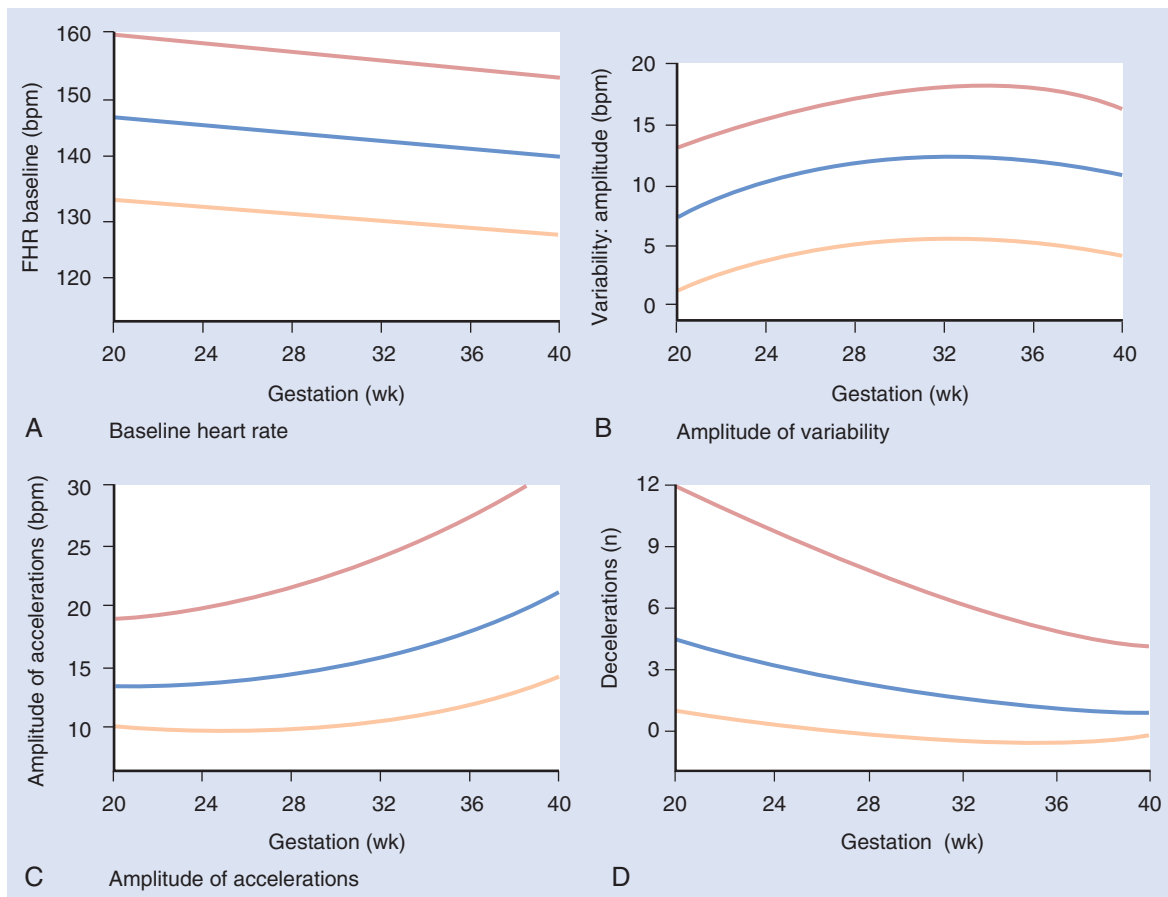 FHR baseline (bpm)
160
150
140
130
120
20 24 28 32 36 40
Gestation (wk)
A Baseline heart rate
Variability: amplitude (bpm)
20
15
10
5
0
20 24 28 32 36 40
Gestation (wk)
B Amplitude of variability
Amplitude of accelerations (bpm)
30
25
20
15
10
20 24 28 32 36 40
Gestation (wk)
C Amplitude of accelerations
Decelerations (n)
12
9
6
3
0
20 24 28 32 36 40
Gestation (wk)
D